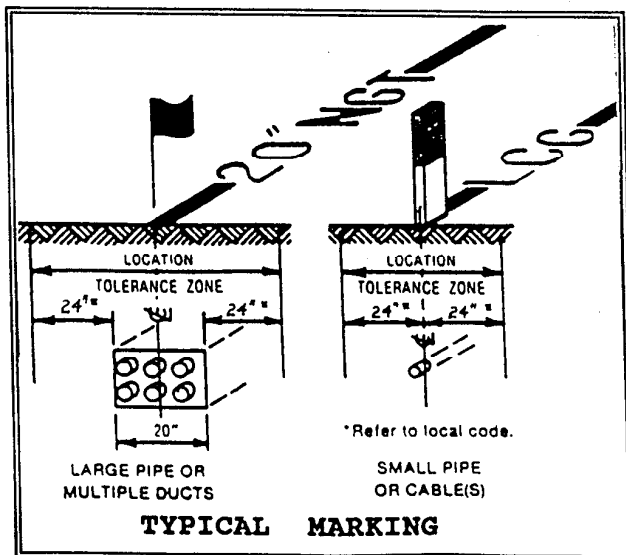 20"
LOCATION
TOLERANCE ZONE
24"* 24"*
20"
LARGE PIPE OR
MULTIPLE DUCTS
LOCATION
TOLERANCE ZONE
24"* 24"*
*Refer to local code.
SMALL PIPE
OR CABLE(S)
TYPICAL MARKING